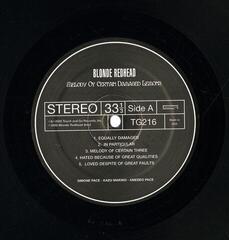 BLONDE REDHEAD
MELODY OF CERTAIN DAMAGED LEMONS
STEREO 33 1/3 Side A
TG216
1. EQUALLY DAMAGED
2. IN PARTICULAR
3. MELODY OF CERTAIN THREE
4. HATED BECAUSE OF GREAT QUALITIES
5. LOVED DESPITE OF GREAT FAULTS
SIMONE PACE - KAZU MAKINO - AMEDEO PACE